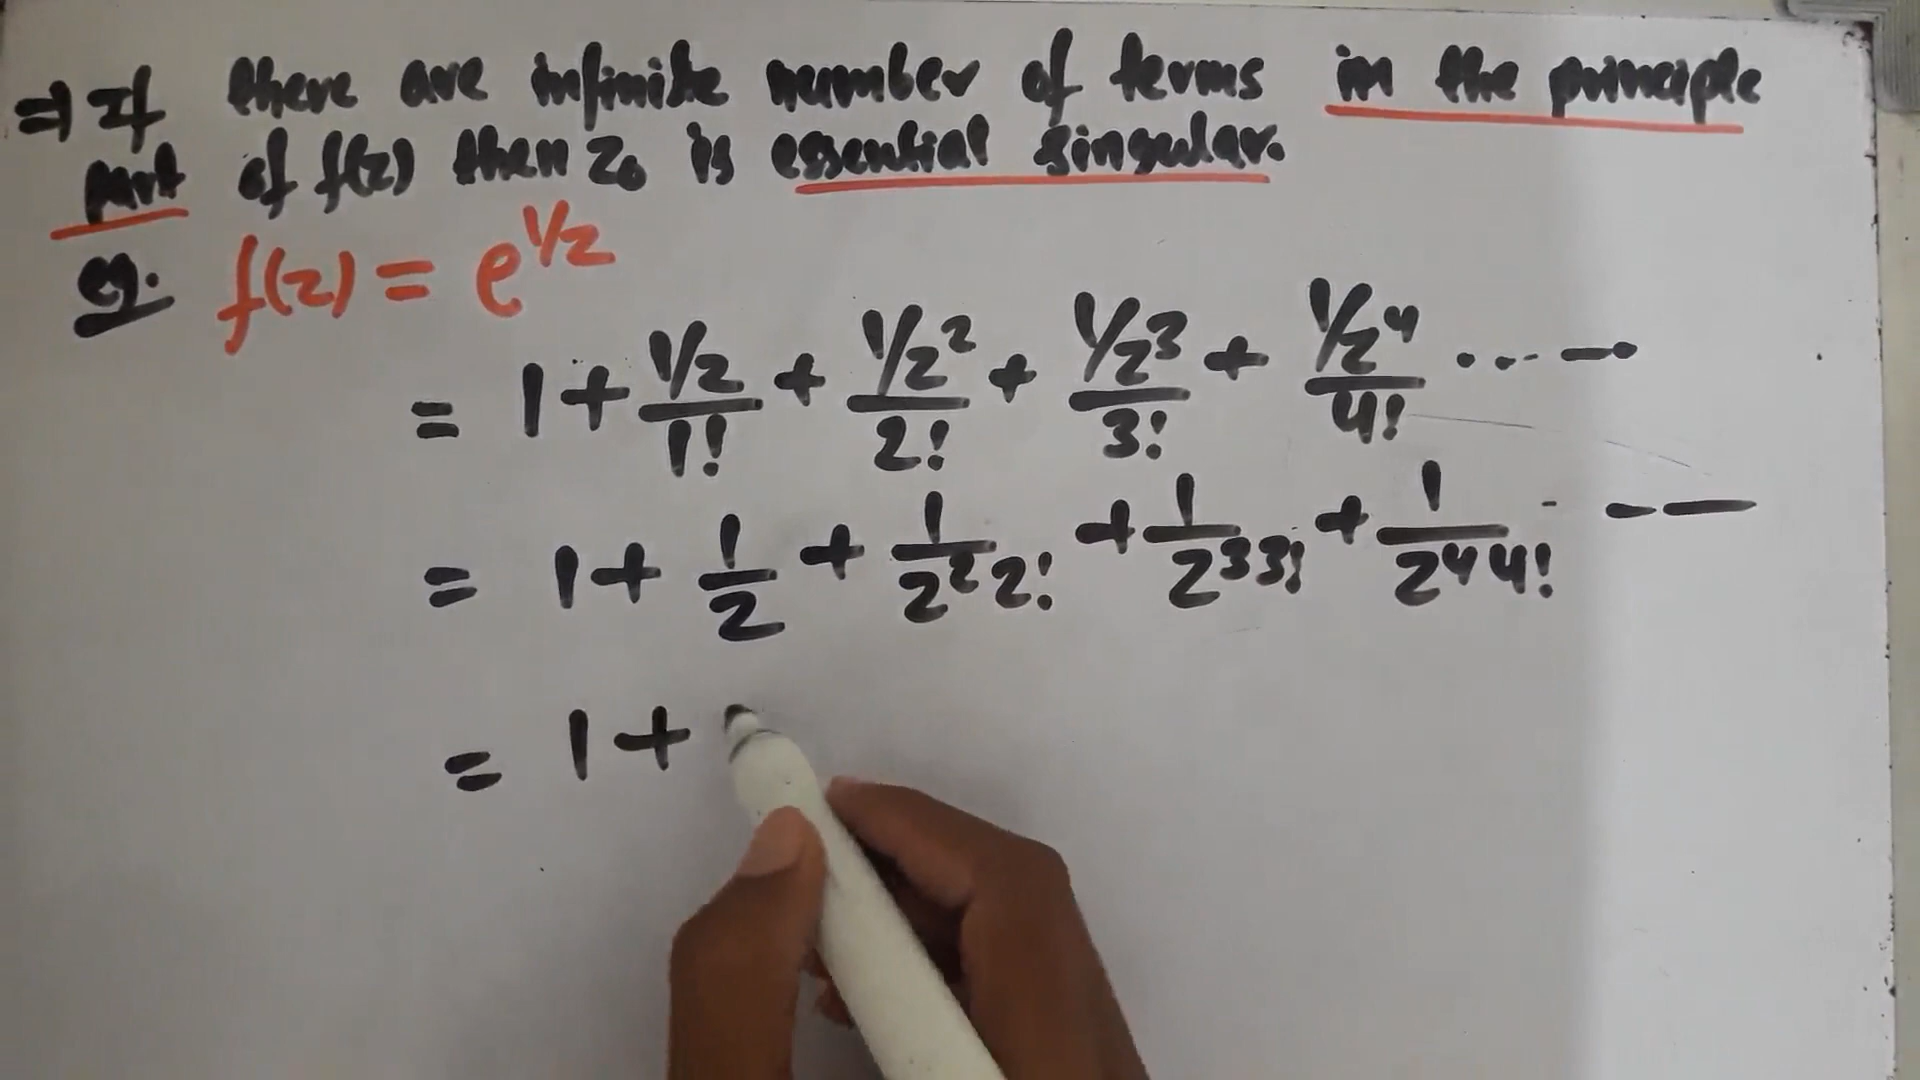 ⇒ If there are infinite number of terms in the principle
part of f(z) then z₀ is essential singular.
eg. f(z) = e^1/z
= 1 + (1/z)/1! + (1/z²)/2! + (1/z³)/3! + (1/z⁴)/4! ... --
= 1 + 1/z + 1/(z² 2!) + 1/(z³ 3!) + 1/(z⁴ 4!) - --
= 1 +